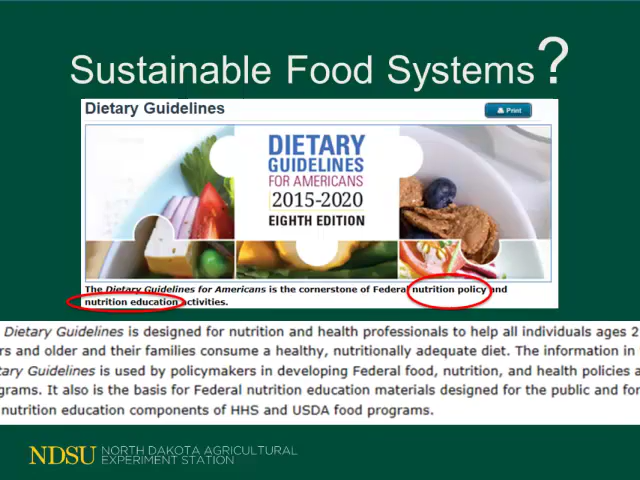 Sustainable Food Systems?
Dietary Guidelines
Print
DIETARY
GUIDELINES
FOR AMERICANS
2015-2020
EIGHTH EDITION
The Dietary Guidelines for Americans is the cornerstone of Federal nutrition policy and
nutrition education activities.
Dietary Guidelines is designed for nutrition and health professionals to help all individuals ages 2
and older and their families consume a healthy, nutritionally adequate diet. The information in
Guidelines is used by policymakers in developing Federal food, nutrition, and health policies
It also is the basis for Federal nutrition education materials designed for the public and
nutrition education components of HHS and USDA food programs.
NDSU NORTH DAKOTA AGRICULTURAL
EXPERIMENT STATION